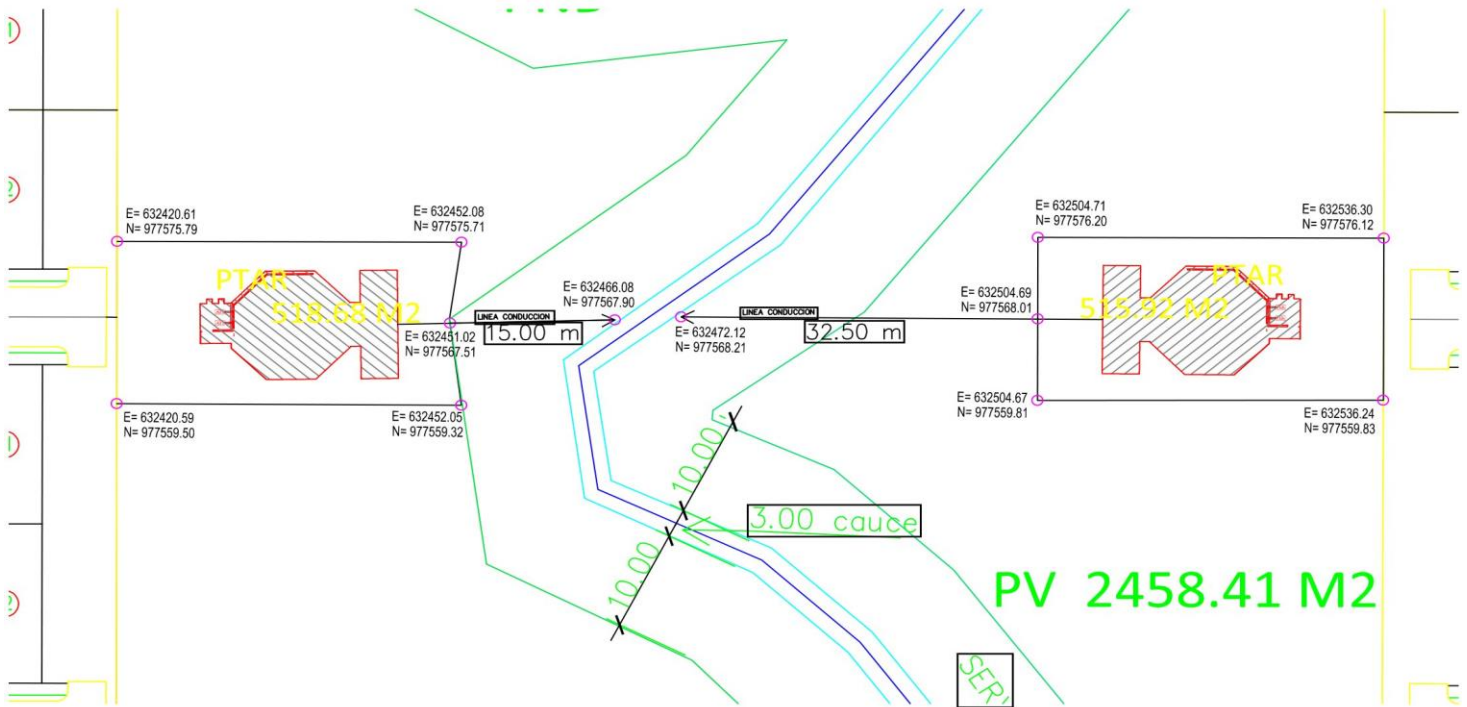 E= 632420.61
N= 977575.79
E= 632452.08
N= 977575.71
E= 632504.71
N= 977576.20
E= 632536.30
N= 977576.12
PTAR
518.68 M2
PTAR
515.92 M2
E= 632466.08
N= 977567.90
E= 632504.69
N= 977568.01
LINEA CONDUCCION
15.00 m
LINEA CONDUCCION
32.50 m
E= 632451.02
N= 977567.51
E= 632472.12
N= 977568.21
E= 632420.59
N= 977559.50
E= 632452.05
N= 977559.32
E= 632504.67
N= 977559.81
E= 632536.24
N= 977559.83
10.00
3.00 cauce
10.00
PV 2458.41 M2